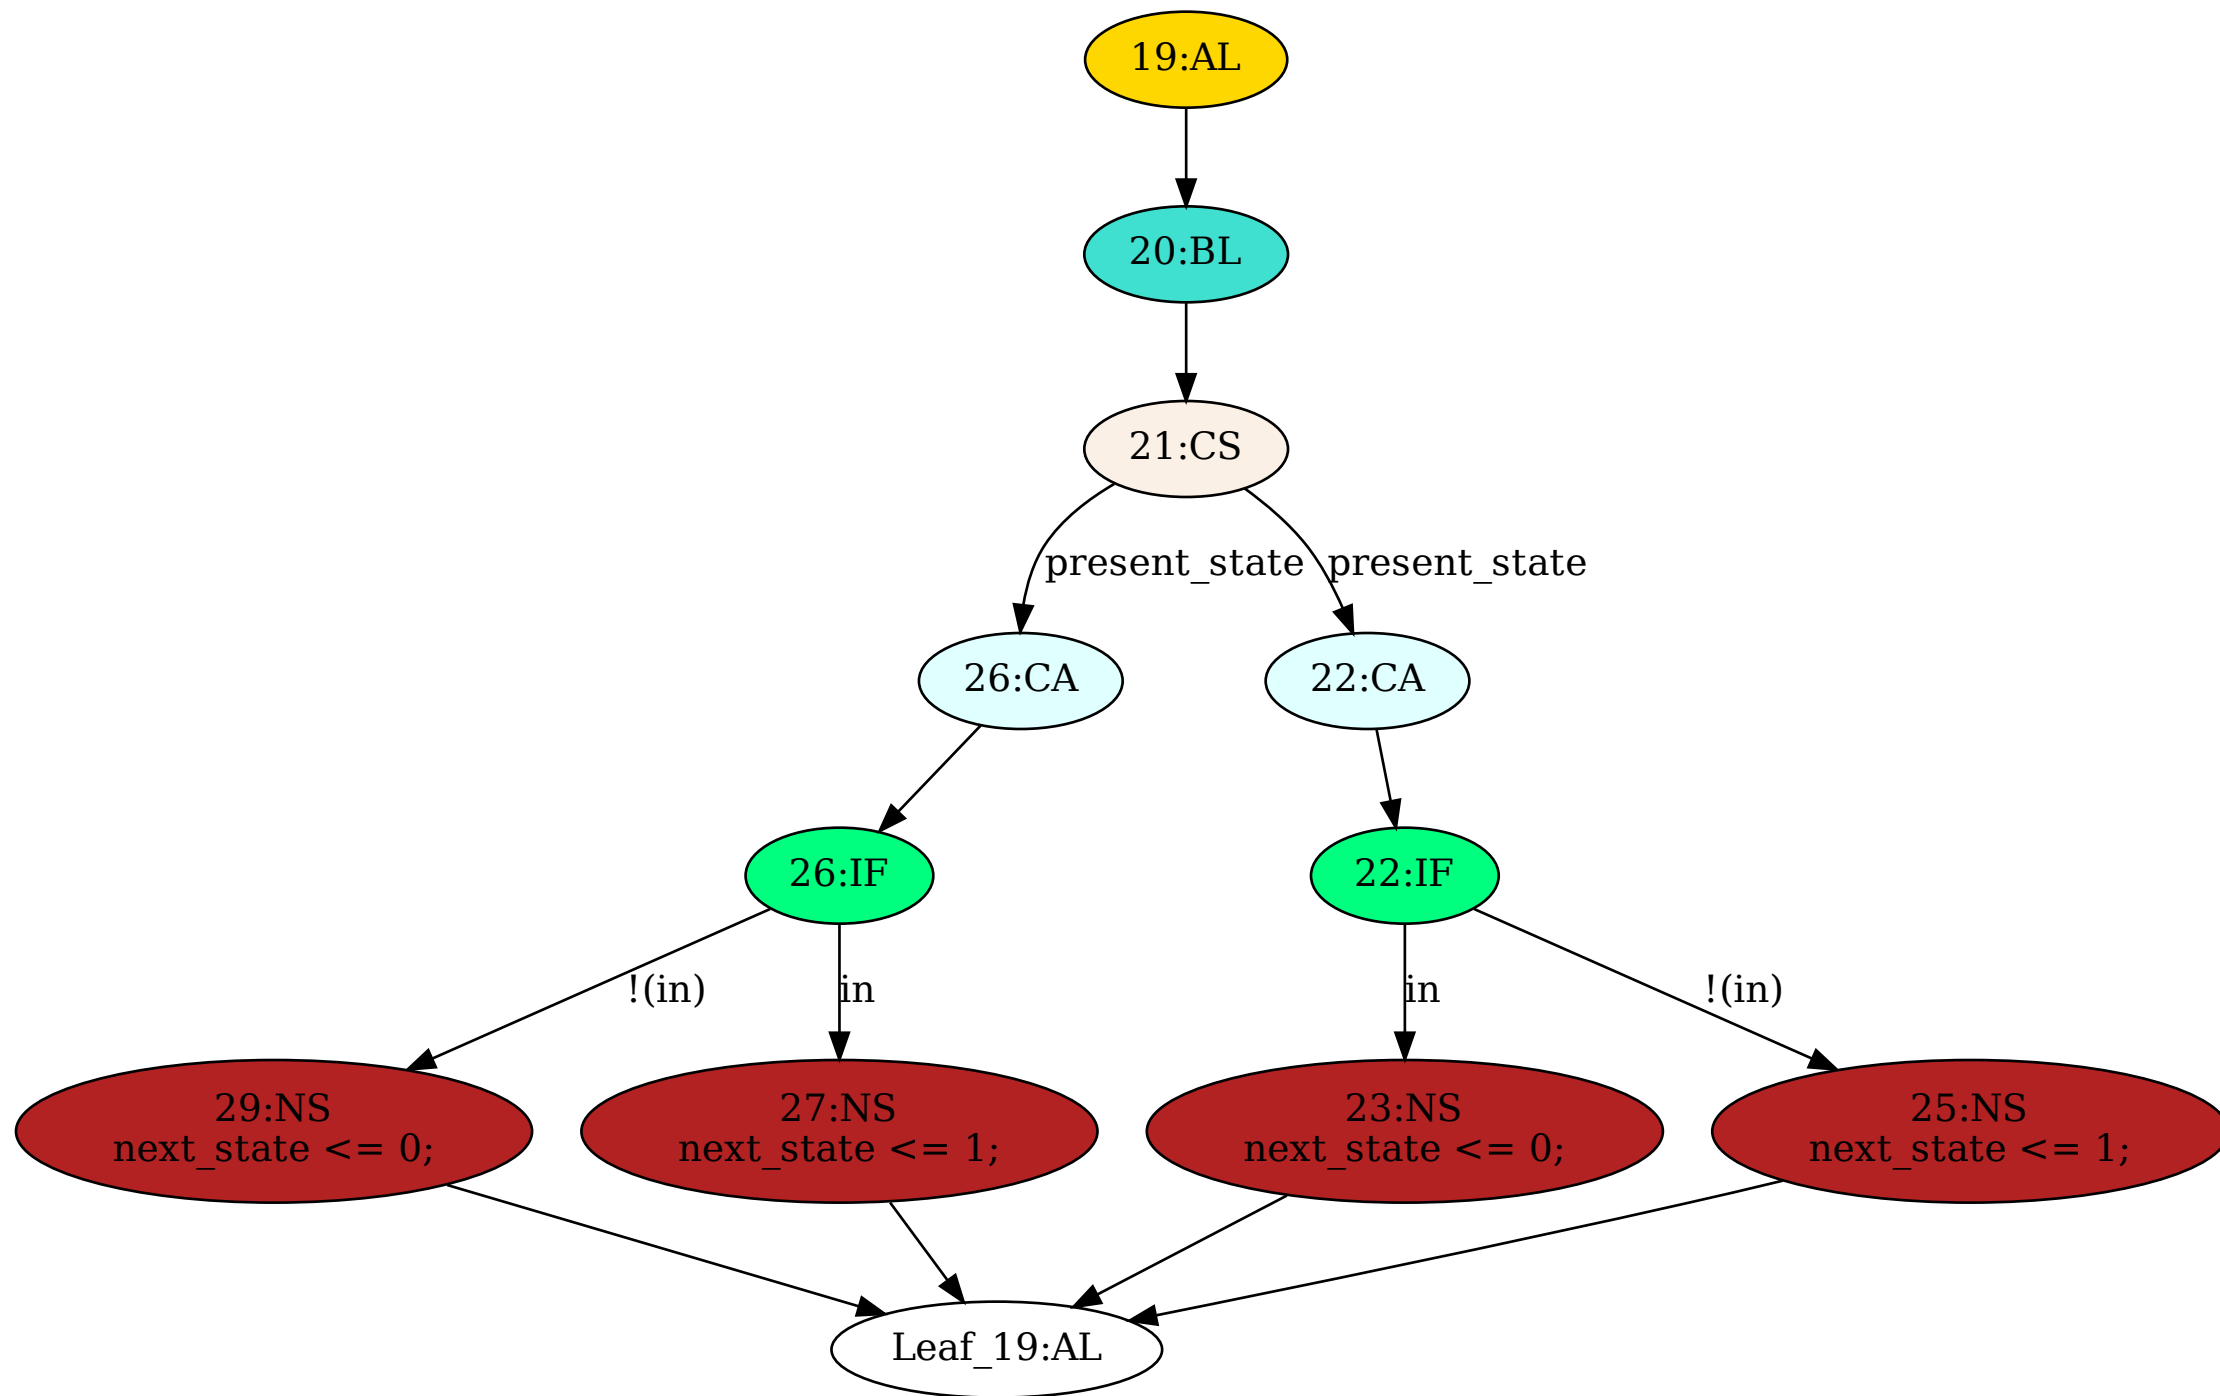 19:AL
20:BL
21:CS
present_state
present_state
26:CA
22:CA
26:IF
22:IF
!(in)
in
in
!(in)
29:NS
next_state <= 0;
27:NS
next_state <= 1;
23:NS
next_state <= 0;
25:NS
next_state <= 1;
Leaf_19:AL